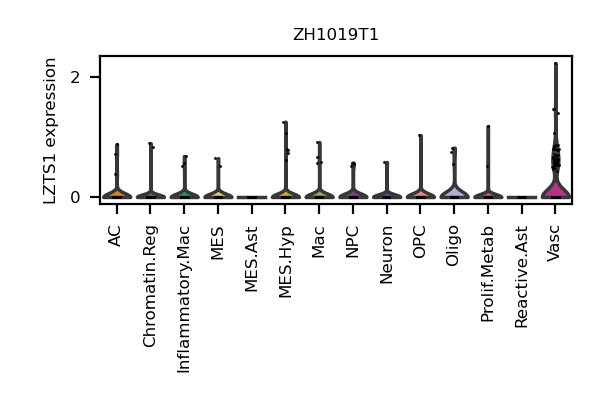 ZH1019T1
LZTS1 expression
2
0
AC
Chromatin.Reg
Inflammatory.Mac
MES
MES.Ast
MES.Hyp
Mac
NPC
Neuron
OPC
Oligo
Prolif.Metab
Reactive.Ast
Vasc